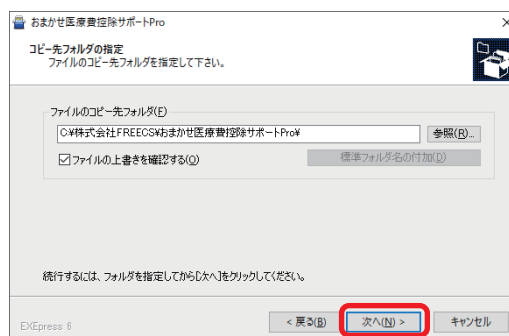 おまかせ医療費控除サポートPro
コピー先フォルダの指定
ファイルのコピー先フォルダを指定して下さい。
ファイルのコピー先フォルダ(F)
C:¥株式会社FREECS¥おまかせ医療費控除サポートPro¥
参照(R)...
ファイルの上書きを確認する(O)
標準フォルダ名の付加(D)
続行するには、フォルダを指定してから[次へ]をクリックしてください。
EXEpress 6
< 戻る(B)
次へ(N) >
キャンセル